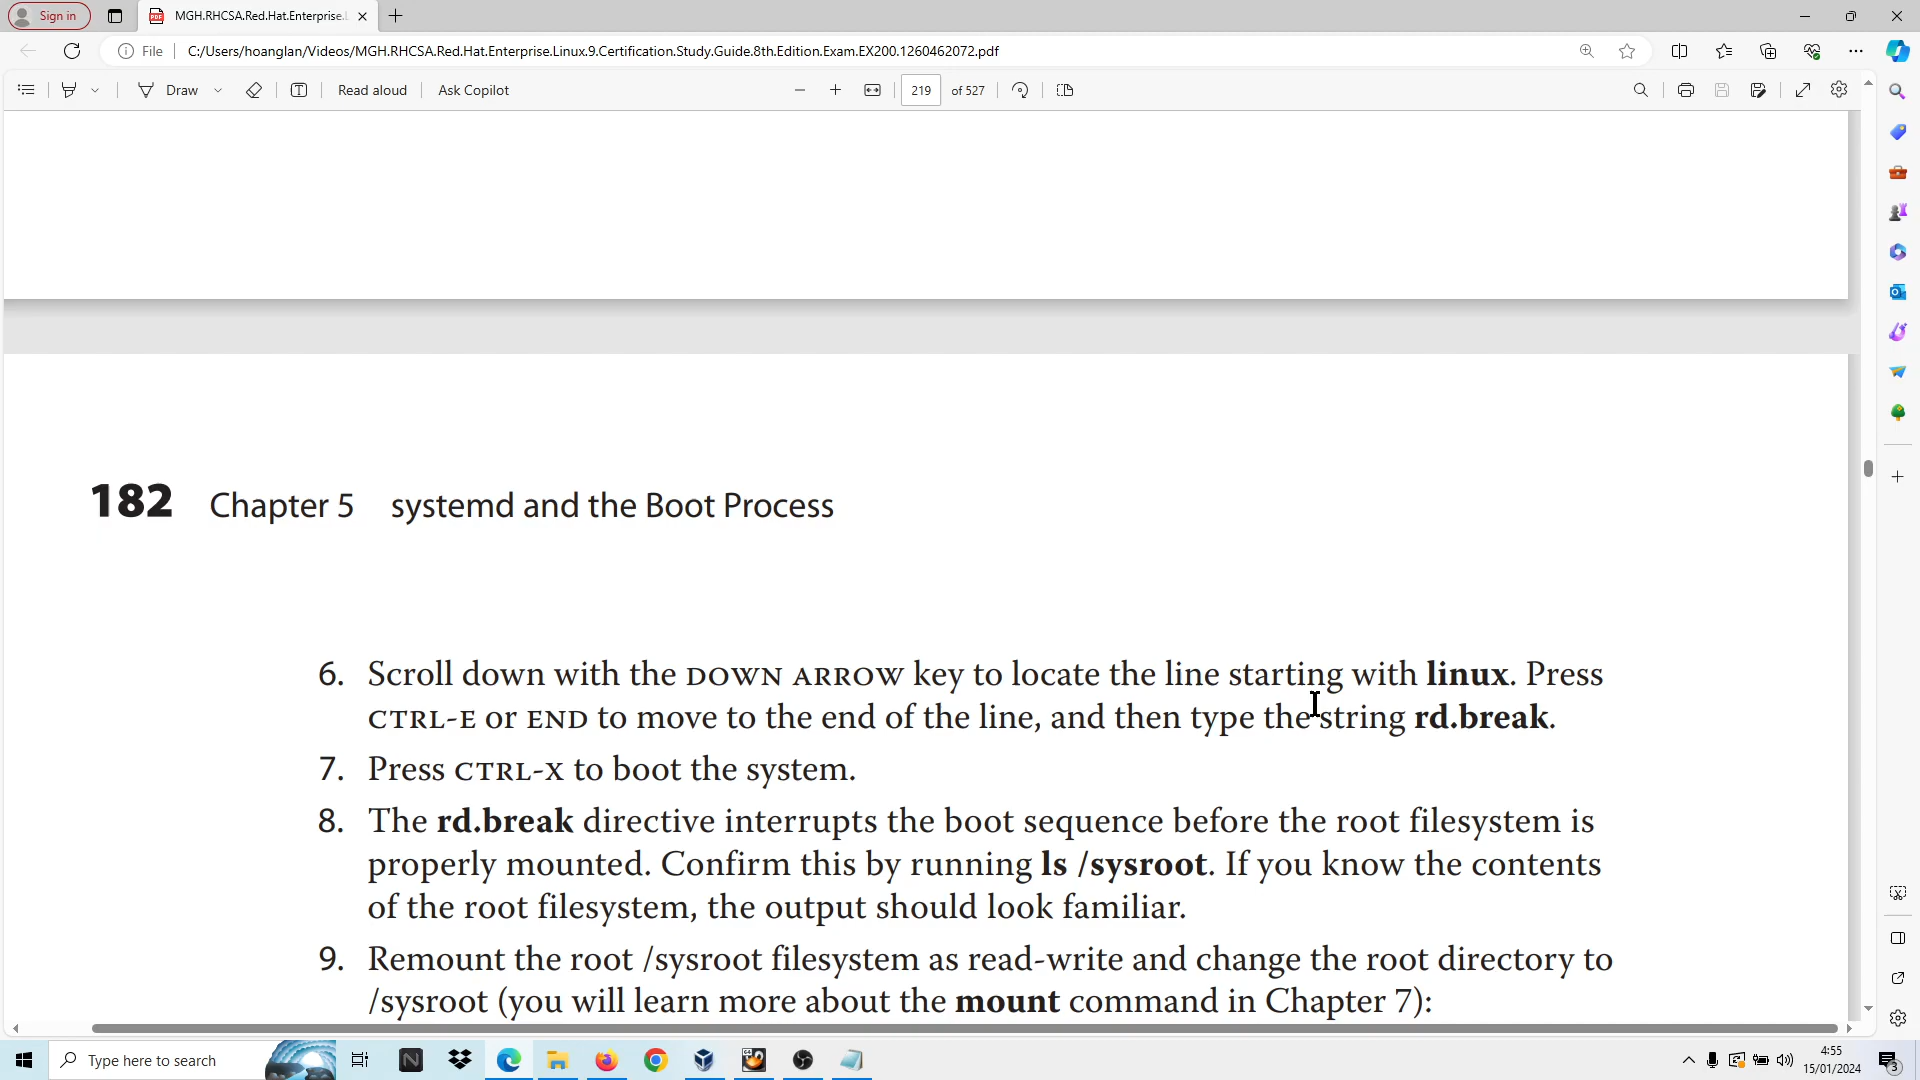 Sign in
MGH.RHCSA.Red.Hat.Enterprise.L
File
C:/Users/hoanglan/Videos/MGH.RHCSA.Red.Hat.Enterprise.Linux.9.Certification.Study.Guide.8th.Edition.Exam.EX200.1260462072.pdf
Draw
Read aloud
Ask Copilot
219
of 527
182 Chapter 5 systemd and the Boot Process
6. Scroll down with the DOWN ARROW key to locate the line starting with linux. Press
CTRL-E or END to move to the end of the line, and then type the string rd.break.
7. Press CTRL-X to boot the system.
8. The rd.break directive interrupts the boot sequence before the root filesystem is
properly mounted. Confirm this by running ls /sysroot. If you know the contents
of the root filesystem, the output should look familiar.
9. Remount the root /sysroot filesystem as read-write and change the root directory to
/sysroot (you will learn more about the mount command in Chapter 7):
Type here to search
4:55
15/01/2024
3